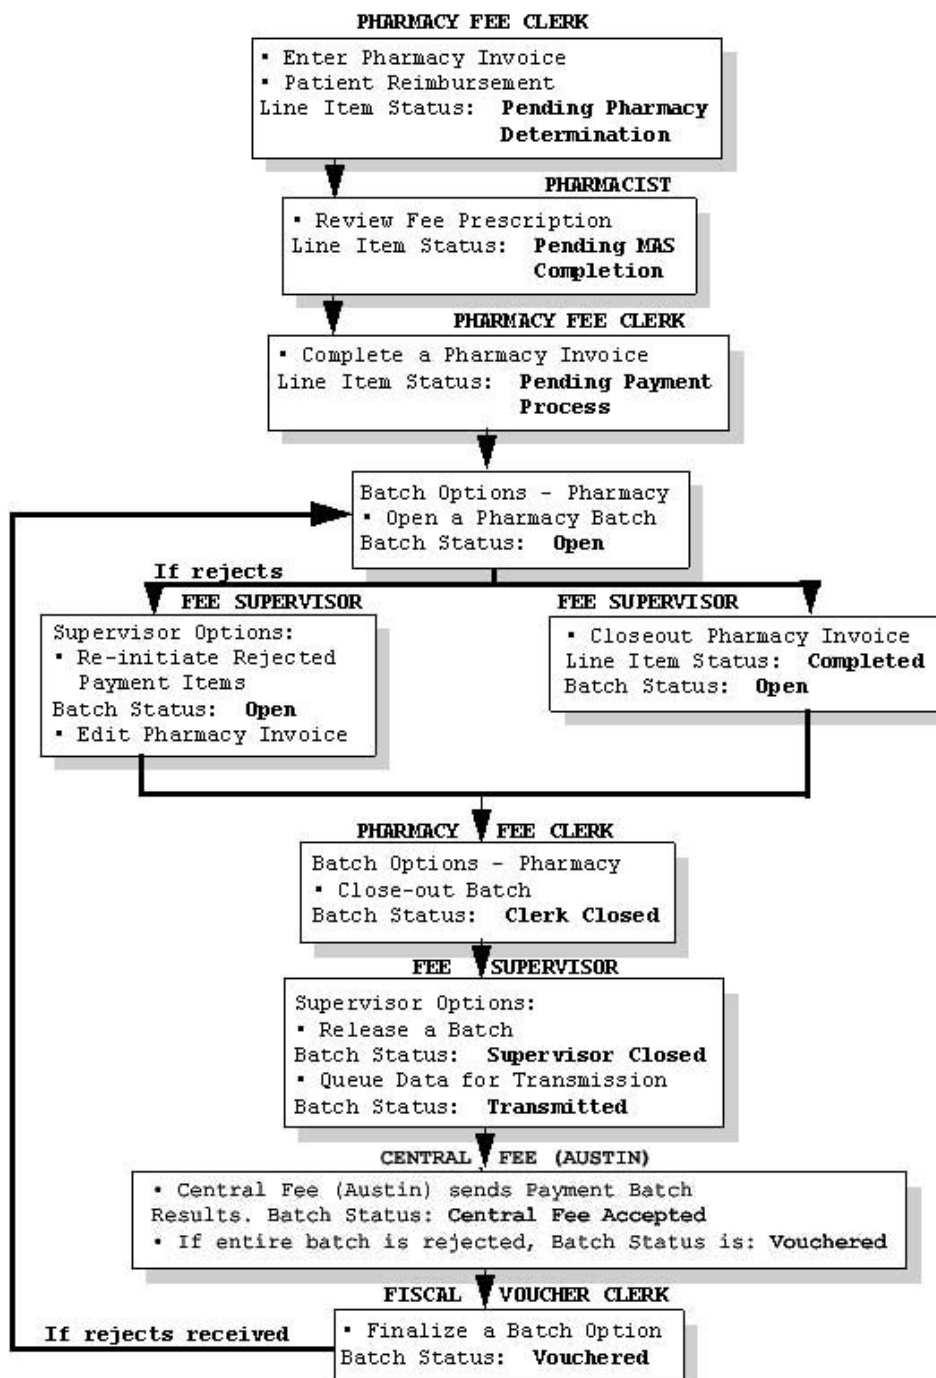 PHARMACY FEE CLERK
▪ Enter Pharmacy Invoice
▪ Patient Reimbursement
Line Item Status: Pending Pharmacy
Determination
PHARMACIST
▪ Review Fee Prescription
Line Item Status: Pending MAS
Completion
PHARMACY FEE CLERK
▪ Complete a Pharmacy Invoice
Line Item Status: Pending Payment
Process
Batch Options - Pharmacy
▪ Open a Pharmacy Batch
Batch Status: Open
If rejects
FEE SUPERVISOR
Supervisor Options:
▪ Re-initiate Rejected
Payment Items
Batch Status: Open
▪ Edit Pharmacy Invoice
FEE SUPERVISOR
▪ Closeout Pharmacy Invoice
Line Item Status: Completed
Batch Status: Open
PHARMACY FEE CLERK
Batch Options - Pharmacy
▪ Close-out Batch
Batch Status: Clerk Closed
FEE SUPERVISOR
Supervisor Options:
▪ Release a Batch
Batch Status: Supervisor Closed
▪ Queue Data for Transmission
Batch Status: Transmitted
CENTRAL FEE (AUSTIN)
▪ Central Fee (Austin) sends Payment Batch
Results. Batch Status: Central Fee Accepted
▪ If entire batch is rejected, Batch Status is: Vouchered
FISCAL VOUCHER CLERK
▪ Finalize a Batch Option
Batch Status: Vouchered
If rejects received